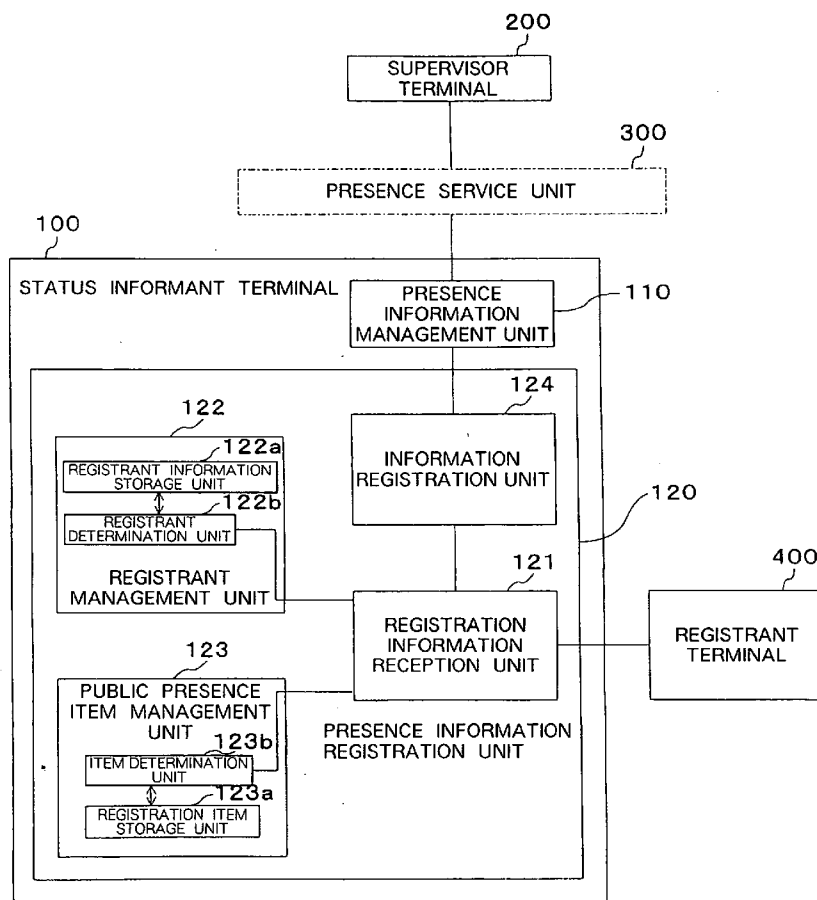 200
SUPERVISOR
TERMINAL
300
PRESENCE SERVICE UNIT
100
STATUS INFORMANT TERMINAL
PRESENCE
INFORMATION
MANAGEMENT UNIT
110
122
124
122a
REGISTRANT INFORMATION
STORAGE UNIT
122b
REGISTRANT
DETERMINATION UNIT
REGISTRANT
MANAGEMENT UNIT
INFORMATION
REGISTRATION UNIT
120
121
400
REGISTRATION
INFORMATION
RECEPTION UNIT
REGISTRANT
TERMINAL
123
PUBLIC PRESENCE
ITEM MANAGEMENT
UNIT
123b
ITEM DETERMINATION
UNIT
123a
REGISTRATION ITEM
STORAGE UNIT
PRESENCE INFORMATION
REGISTRATION UNIT